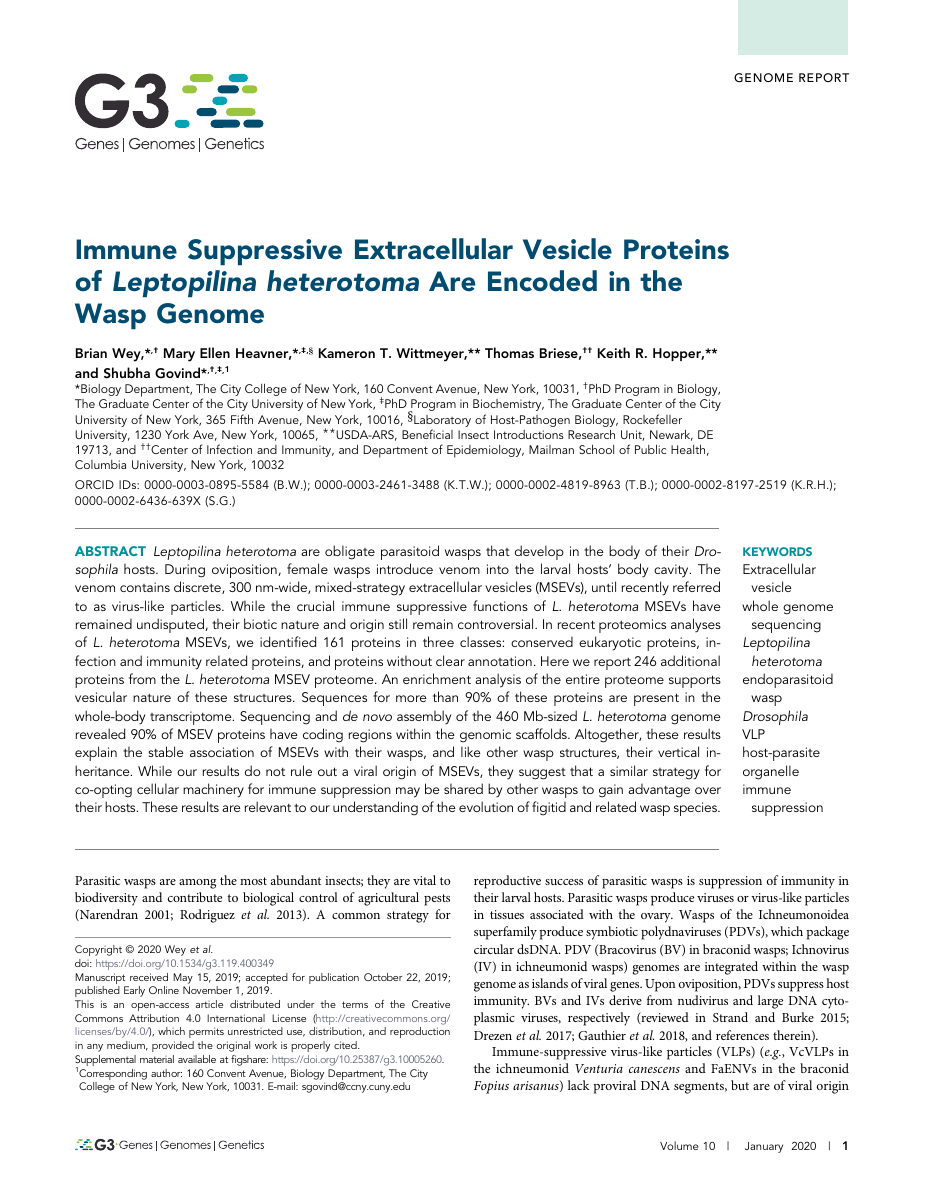 GENOME REPORT
G3
Genes | Genomes | Genetics
Immune Suppressive Extracellular Vesicle Proteins
of Leptopilina heterotoma Are Encoded in the
Wasp Genome
Brian Wey,*,† Mary Ellen Heavner,*,‡,§ Kameron T. Wittmeyer,** Thomas Briese,†† Keith R. Hopper,**
and Shubha Govind*,†,‡,1
*Biology Department, The City College of New York, 160 Convent Avenue, New York, 10031, †PhD Program in Biology,
The Graduate Center of the City University of New York, ‡PhD Program in Biochemistry, The Graduate Center of the City
University of New York, 365 Fifth Avenue, New York, 10016, §Laboratory of Host-Pathogen Biology, Rockefeller
University, 1230 York Ave, New York, 10065, **USDA-ARS, Beneficial Insect Introductions Research Unit, Newark, DE
19713, and ††Center of Infection and Immunity, and Department of Epidemiology, Mailman School of Public Health,
Columbia University, New York, 10032
ORCID IDs: 0000-0003-0895-5584 (B.W.); 0000-0003-2461-3488 (K.T.W.); 0000-0002-4819-8963 (T.B.); 0000-0002-8197-2519 (K.R.H.);
0000-0002-6436-639X (S.G.)
ABSTRACT Leptopilina heterotoma are obligate parasitoid wasps that develop in the body of their Dro-
sophila hosts. During oviposition, female wasps introduce venom into the larval hosts’ body cavity. The
venom contains discrete, 300 nm-wide, mixed-strategy extracellular vesicles (MSEVs), until recently referred
to as virus-like particles. While the crucial immune suppressive functions of L. heterotoma MSEVs have
remained undisputed, their biotic nature and origin still remain controversial. In recent proteomics analyses
of L. heterotoma MSEVs, we identified 161 proteins in three classes: conserved eukaryotic proteins, in-
fection and immunity related proteins, and proteins without clear annotation. Here we report 246 additional
proteins from the L. heterotoma MSEV proteome. An enrichment analysis of the entire proteome supports
vesicular nature of these structures. Sequences for more than 90% of these proteins are present in the
whole-body transcriptome. Sequencing and de novo assembly of the 460 Mb-sized L. heterotoma genome
revealed 90% of MSEV proteins have coding regions within the genomic scaffolds. Altogether, these results
explain the stable association of MSEVs with their wasps, and like other wasp structures, their vertical in-
heritance. While our results do not rule out a viral origin of MSEVs, they suggest that a similar strategy for
co-opting cellular machinery for immune suppression may be shared by other wasps to gain advantage over
their hosts. These results are relevant to our understanding of the evolution of figitid and related wasp species.
KEYWORDS
Extracellular
vesicle
whole genome
sequencing
Leptopilina
heterotoma
endoparasitoid
wasp
Drosophila
VLP
host-parasite
organelle
immune
suppression
Parasitic wasps are among the most abundant insects; they are vital to
biodiversity and contribute to biological control of agricultural pests
(Narendran 2001; Rodriguez et al. 2013). A common strategy for
Copyright © 2020 Wey et al.
doi: https://doi.org/10.1534/g3.119.400349
Manuscript received May 15, 2019; accepted for publication October 22, 2019;
published Early Online November 1, 2019.
This is an open-access article distributed under the terms of the Creative
Commons Attribution 4.0 International License (http://creativecommons.org/
licenses/by/4.0/), which permits unrestricted use, distribution, and reproduction
in any medium, provided the original work is properly cited.
Supplemental material available at figshare: https://doi.org/10.25387/g3.10005260.
1Corresponding author: 160 Convent Avenue, Biology Department, The City
College of New York, New York, 10031. E-mail: sgovind@ccny.cuny.edu
reproductive success of parasitic wasps is suppression of immunity in
their larval hosts. Parasitic wasps produce viruses or virus-like particles
in tissues associated with the ovary. Wasps of the Ichneumonoidea
superfamily produce symbiotic polydnaviruses (PDVs), which package
circular dsDNA. PDV (Bracovirus (BV) in braconid wasps; Ichnovirus
(IV) in ichneumonid wasps) genomes are integrated within the wasp
genome as islands of viral genes. Upon oviposition, PDVs suppress host
immunity. BVs and IVs derive from nudivirus and large DNA cyto-
plasmic viruses, respectively (reviewed in Strand and Burke 2015;
Drezen et al. 2017; Gauthier et al. 2018, and references therein).
Immune-suppressive virus-like particles (VLPs) (e.g., VcVLPs in
the ichneumonid Venturia canescens and FaENVs in the braconid
Fopius arisanus) lack proviral DNA segments, but are of viral origin
G3 Genes | Genomes | Genetics
Volume 10 | January 2020 | 1